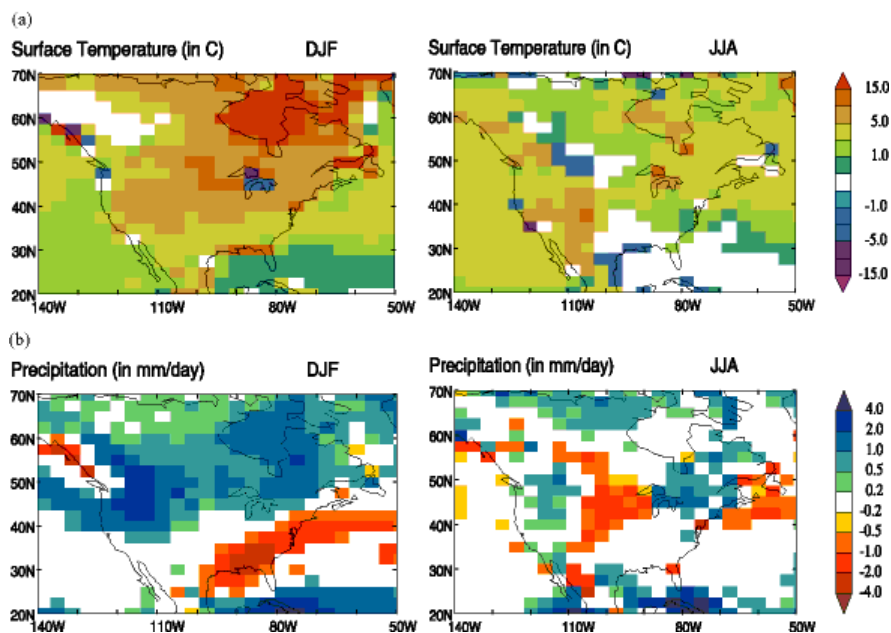 (a)
Surface Temperature (in C) DJF
Surface Temperature (in C) JJA
70N
60N
50N
40N
30N
20N
140W 110W 80W 50W
70N
60N
50N
40N
30N
20N
140W 110W 80W 50W
15.0
5.0
1.0
-1.0
-5.0
-15.0
(b)
Precipitation (in mm/day) DJF
Precipitation (in mm/day) JJA
70N
60N
50N
40N
30N
20N
140W 110W 80W 50W
70N
60N
50N
40N
30N
20N
140W 110W 80W 50W
4.0
2.0
1.0
0.5
0.2
-0.2
-0.5
-1.0
-2.0
-4.0